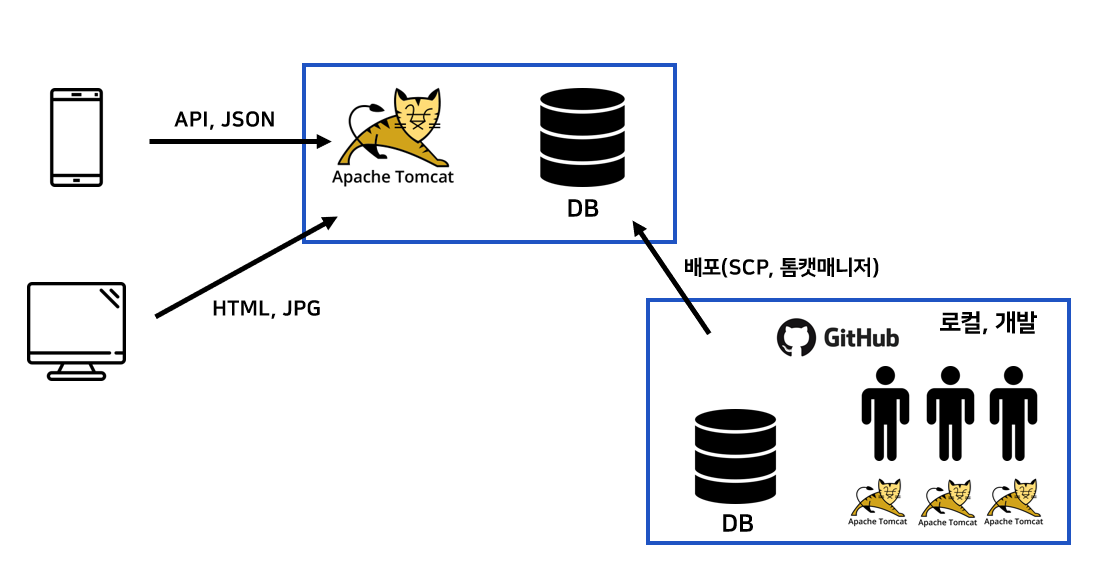 API, JSON
Apache Tomcat
DB
HTML, JPG
배포(SCP, 톰캣매니저)
GitHub
로컬, 개발
DB
Apache Tomcat
Apache Tomcat
Apache Tomcat